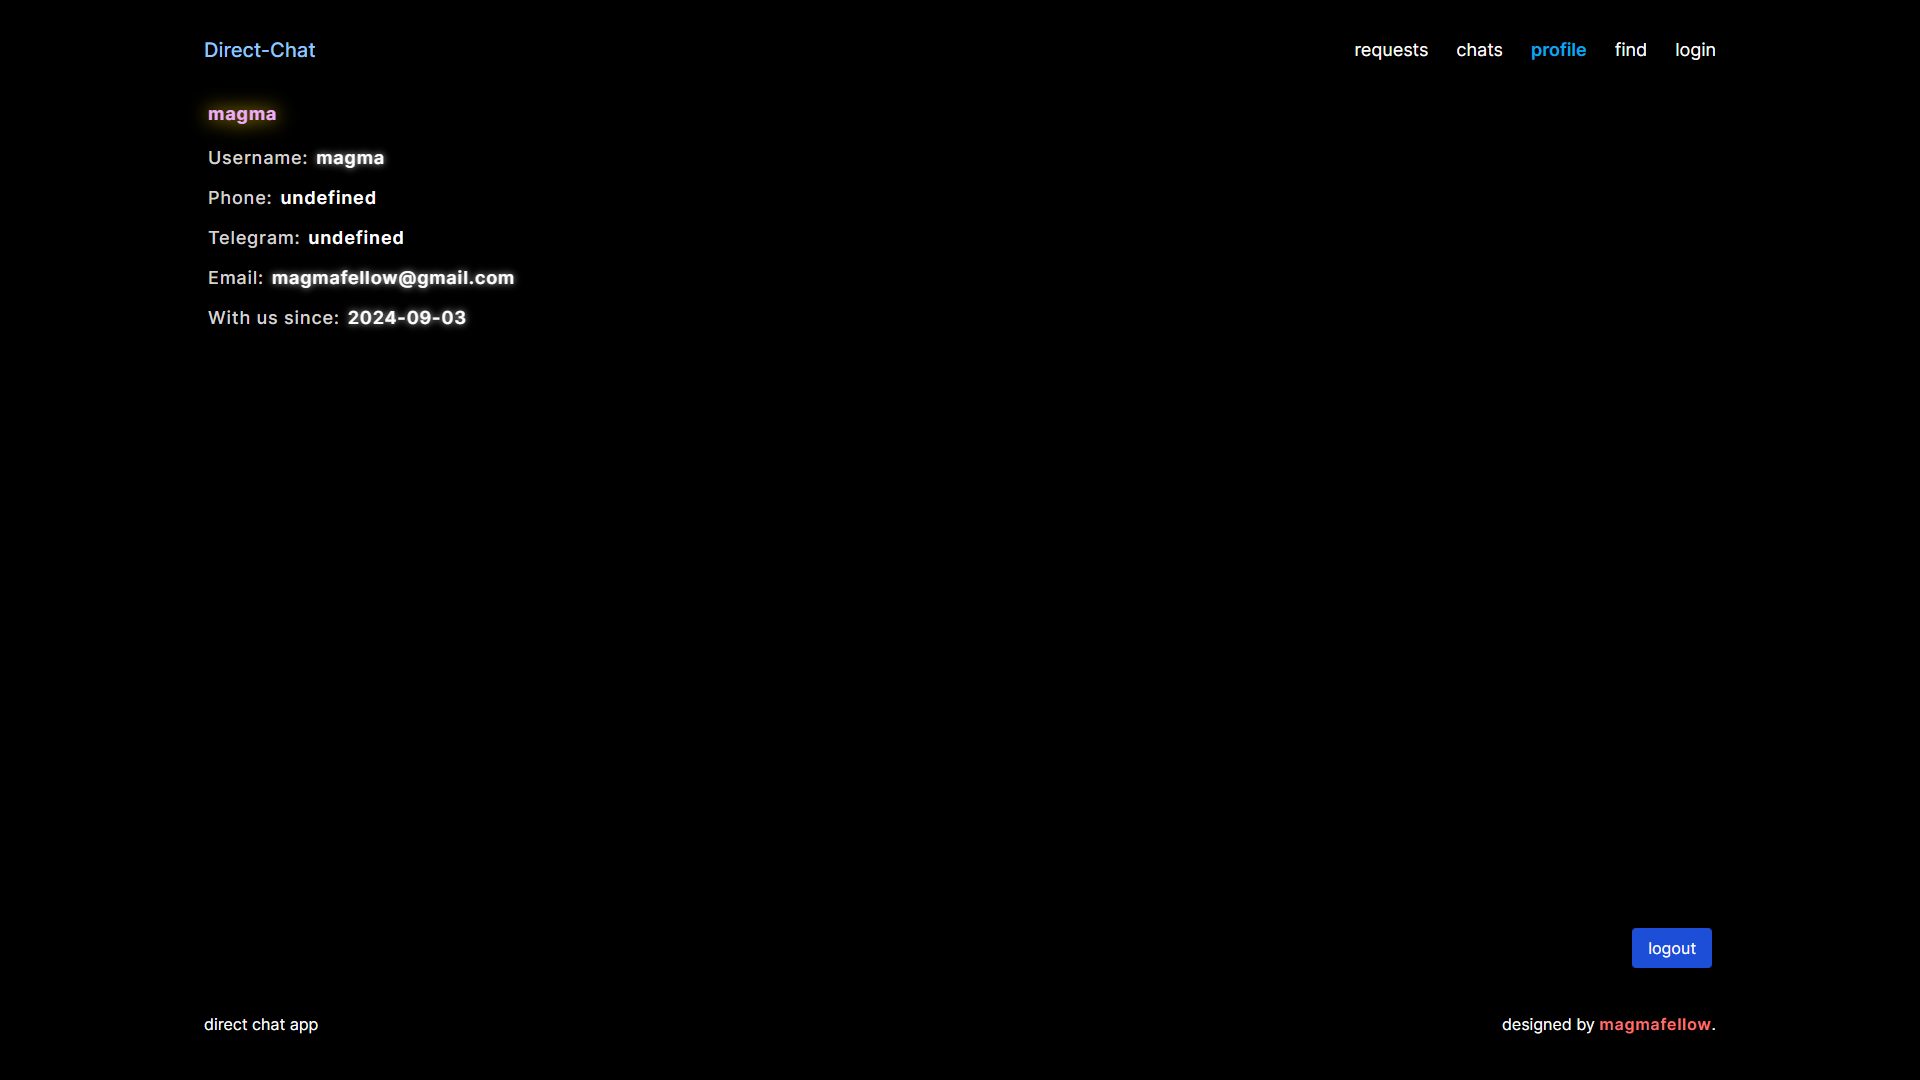 Direct-Chat
requests chats profile find login
magma
Username: magma
Phone: undefined
Telegram: undefined
Email: magmafellow@gmail.com
With us since: 2024-09-03
logout
direct chat app
designed by magmafellow.